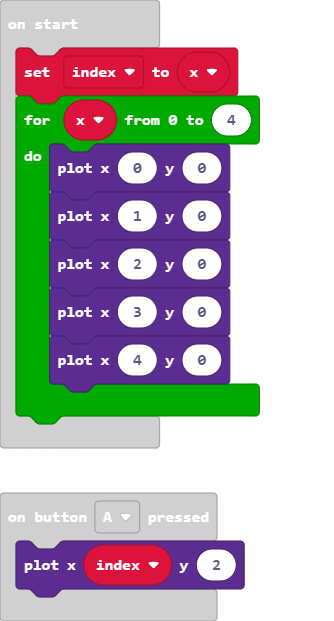 on start
set index to x
for x from 0 to 4
do
plot x 0 y 0
plot x 1 y 0
plot x 2 y 0
plot x 3 y 0
plot x 4 y 0
on button A pressed
plot x index y 2